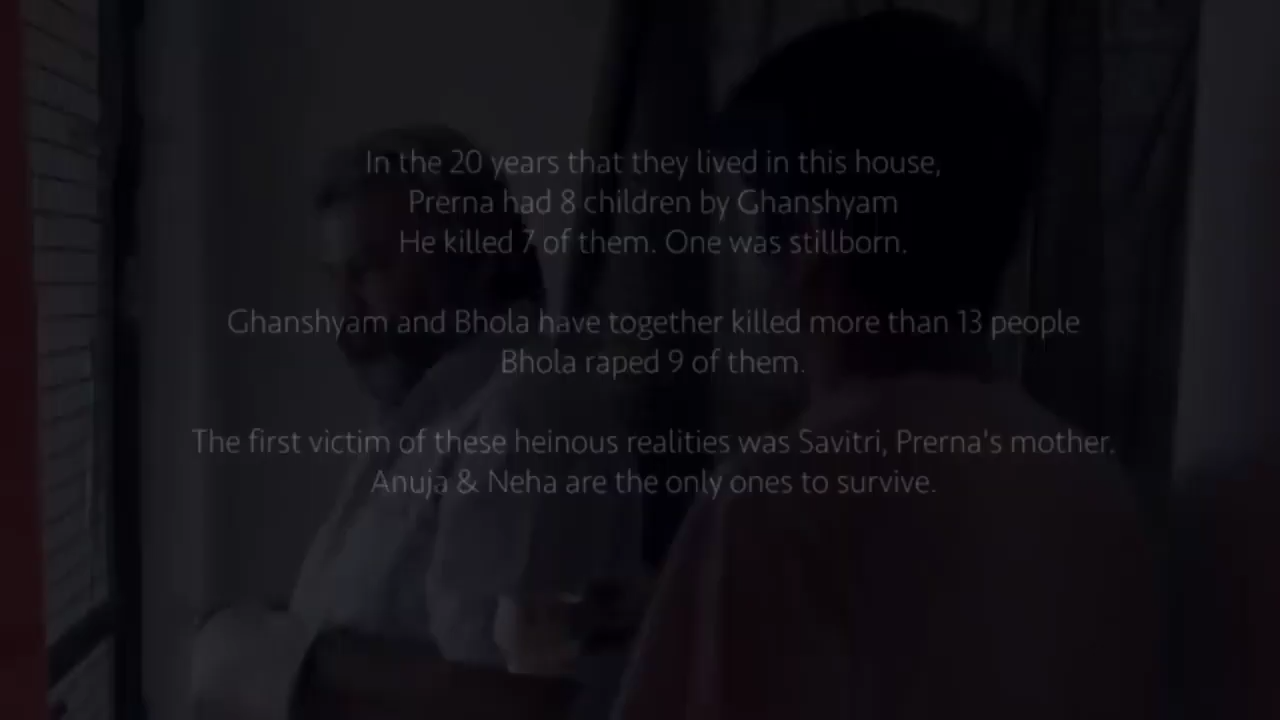 In the 20 years that they lived in this house,
Prerna had 8 children by Ghanshyam
He killed 7 of them. One was stillborn.
Ghanshyam and Bhola have together killed more than 13 people
Bhola raped 9 of them.
The first victim of these heinous realities was Savitri, Prerna's mother.
Anuja & Neha are the only ones to survive.